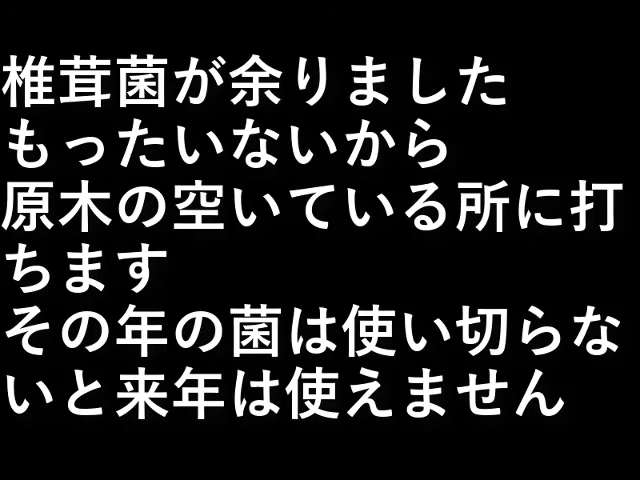 椎茸菌が余りました
もったいないから
原木の空いている所に打
ちます
その年の菌は使い切らな
いと来年は使えません